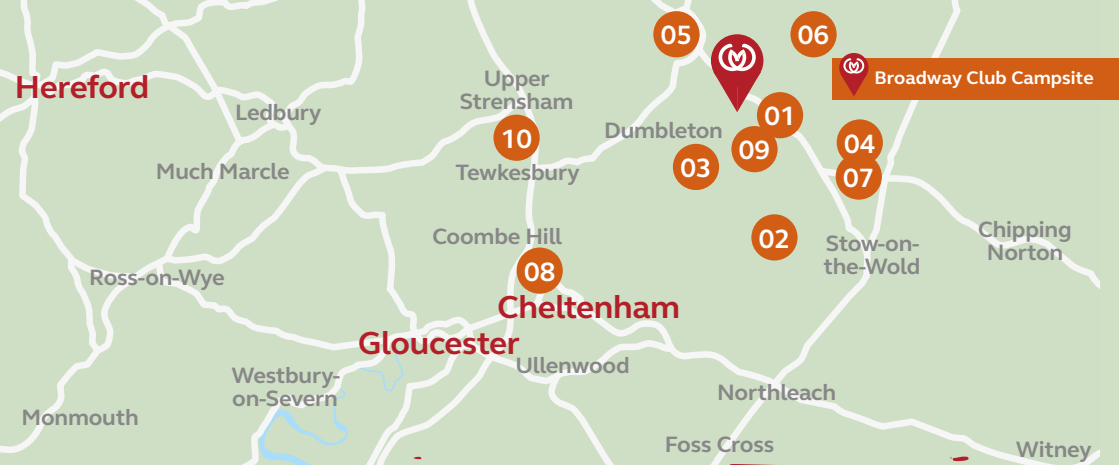 05
06
Broadway Club Campsite
Hereford
Upper
Strensham
Ledbury
01
Dumbleton
10
09
04
03
07
Much Marcle
Tewkesbury
Coombe Hill
02
Stow-on-
the-Wold
Chipping
Norton
Ross-on-Wye
08
Cheltenham
Gloucester
Ullenwood
Westbury-
on-Severn
Northleach
Monmouth
Foss Cross
Witney